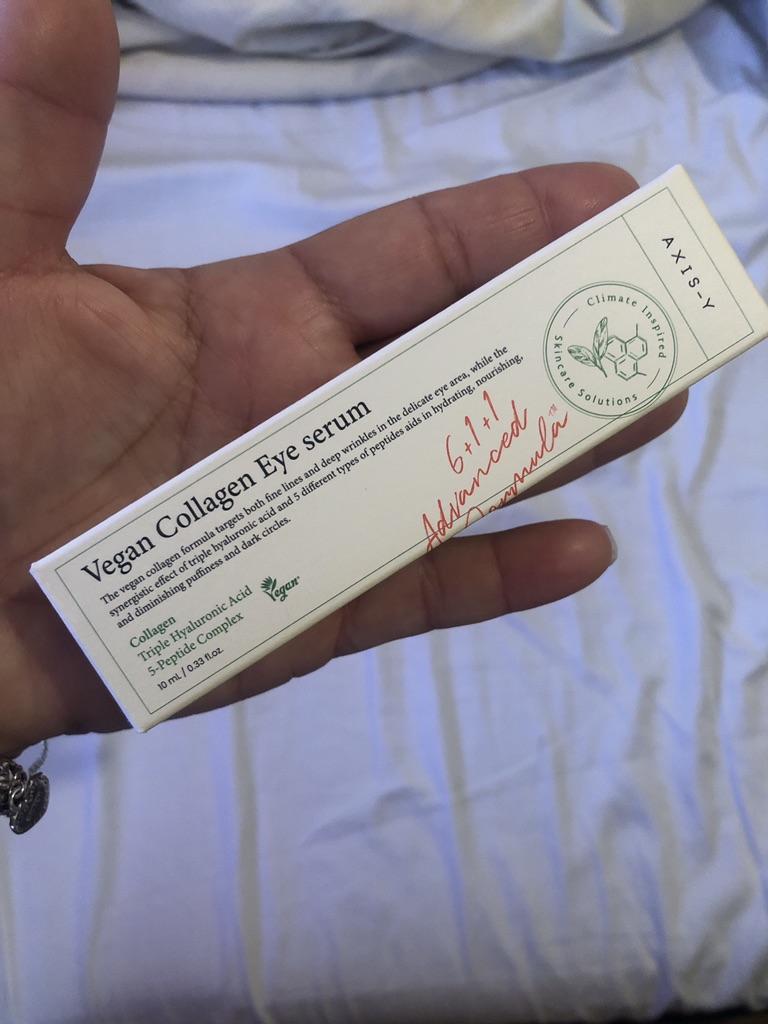 AXIS-Y
Climate Inspired
Skincare Solutions
6+1+1
Advanced
Formula™
Vegan Collagen Eye serum
The vegan collagen formula targets both fine lines and deep wrinkles in the delicate eye area, while the
synergistic effect of triple hyaluronic acid and 5 different types of peptides aids in hydrating, nourishing,
and diminishing puffiness and dark circles.
Collagen
Triple Hyaluronic Acid
5-Peptide Complex
Vegan
10 mL / 0.33 fl.oz.